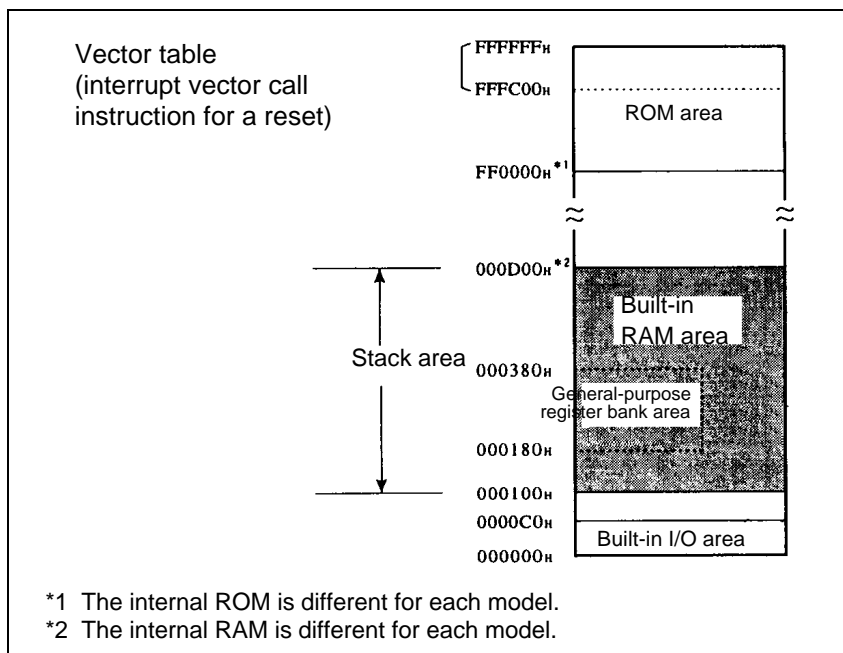 Vector table
(interrupt vector call
instruction for a reset)
FFFFFFH
FFFC00H
ROM area
FF0000H*1
≈ ≈
000D00H*2
Built-in
RAM area
Stack area
000380H
General-purpose
register bank area
000180H
000100H
0000C0H
Built-in I/O area
000000H
*1 The internal ROM is different for each model.
*2 The internal RAM is different for each model.